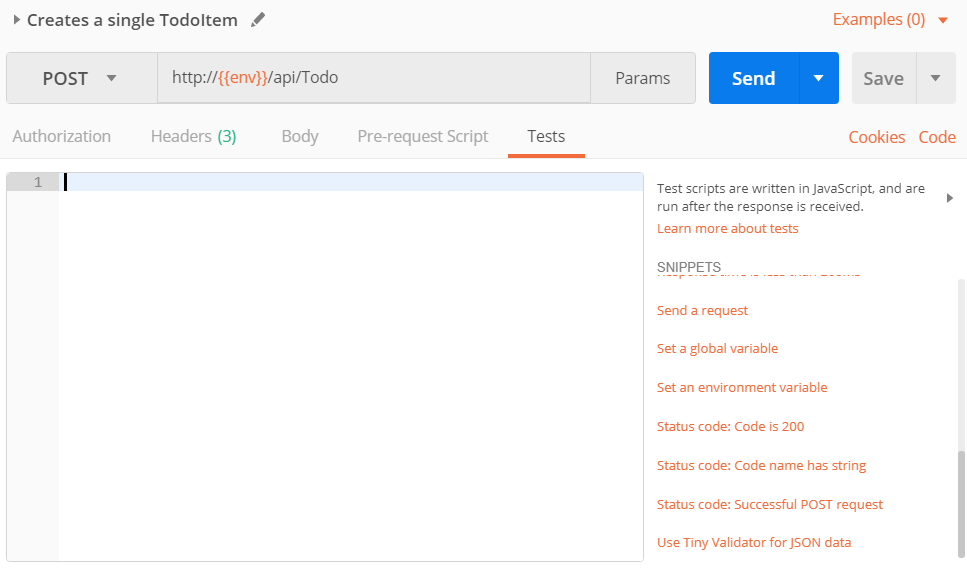 Creates a single TodoItem
Examples (0)
POST
http://{{env}}/api/Todo
Params
Send
Save
Authorization
Headers (3)
Body
Pre-request Script
Tests
Cookies
Code
1
Test scripts are written in JavaScript, and are
run after the response is received.
Learn more about tests
SNIPPETS
Send a request
Set a global variable
Set an environment variable
Status code: Code is 200
Status code: Code name has string
Status code: Successful POST request
Use Tiny Validator for JSON data